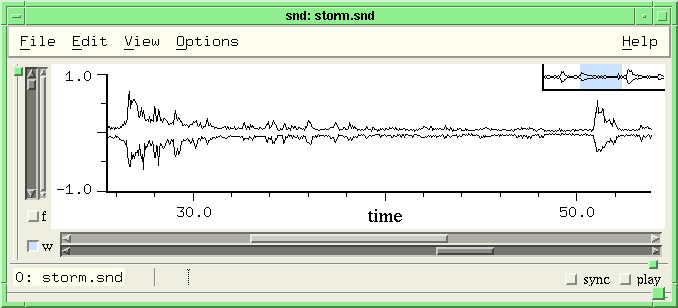 snd: storm.snd
File Edit View Options Help
1.0
-1.0
30.0 time 50.0
f
w
0: storm.snd
sync play